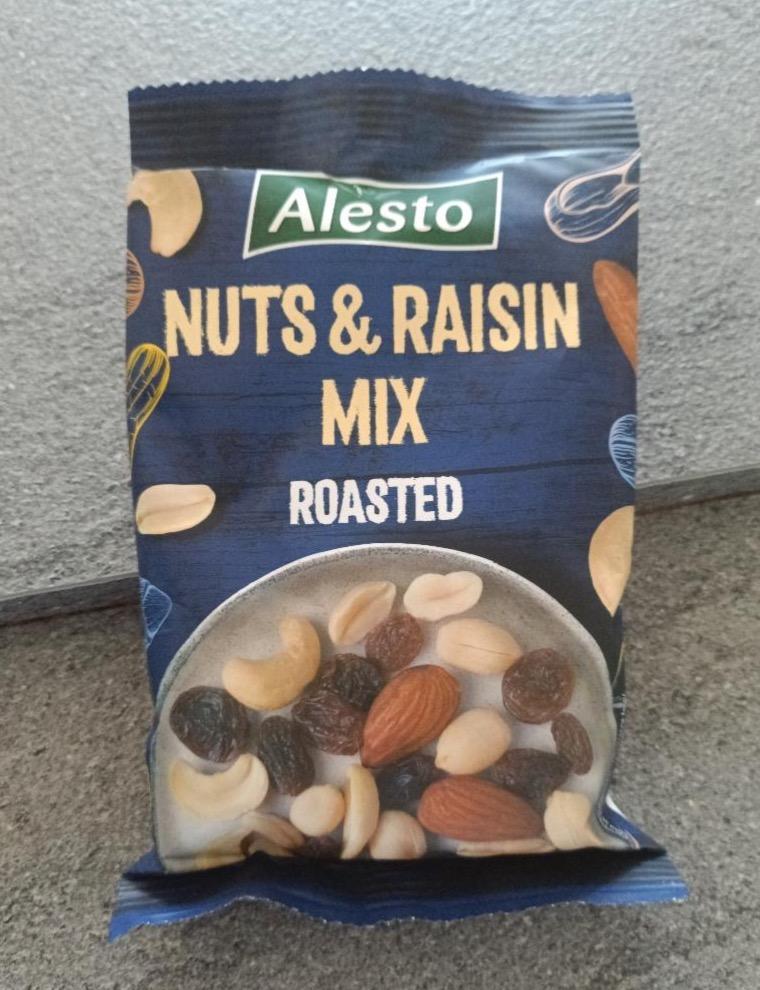 Alesto
NUTS & RAISIN
MIX
ROASTED